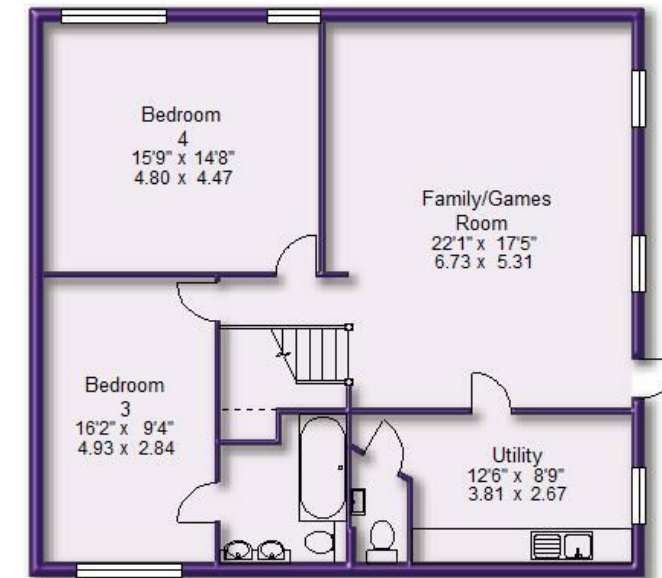 Bedroom
4
15'9" x 14'8"
4.80 x 4.47
Family/Games
Room
22'1" x 17'5"
6.73 x 5.31
Bedroom
3
16'2" x 9'4"
4.93 x 2.84
Utility
12'6" x 8'9"
3.81 x 2.67